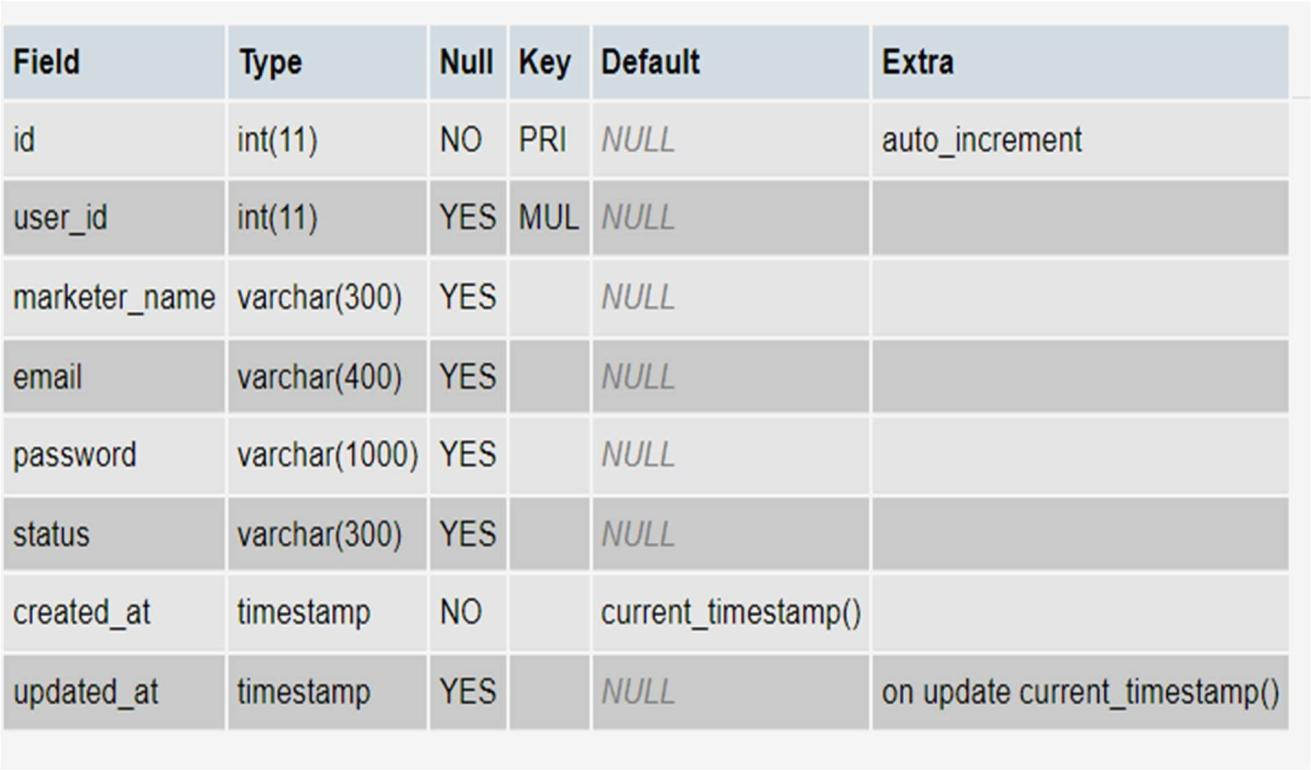 Field Type Null Key Default Extra
id int(11) NO PRI NULL auto_increment
user_id int(11) YES MUL NULL
marketer_name varchar(300) YES NULL
email varchar(400) YES NULL
password varchar(1000) YES NULL
status varchar(300) YES NULL
created_at timestamp NO current_timestamp()
updated_at timestamp YES NULL on update current_timestamp()